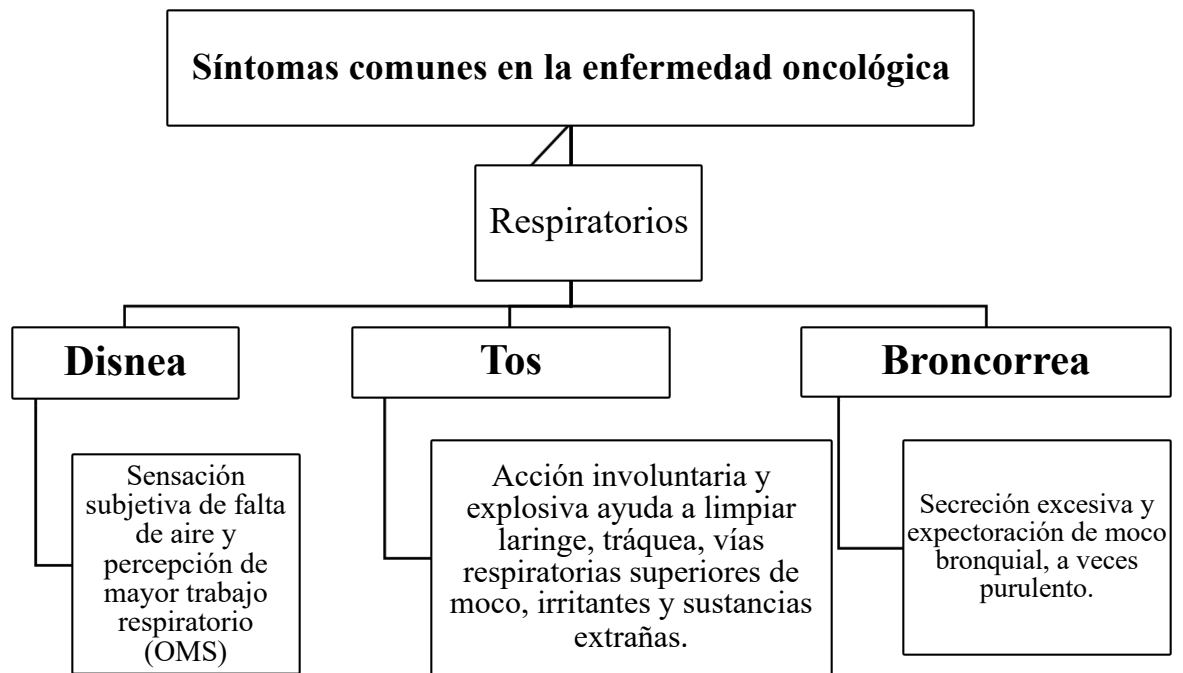 Síntomas comunes en la enfermedad oncológica
Respiratorios
Disnea
Tos
Broncorrea
Sensación
subjetiva de falta
de aire y
percepción de
mayor trabajo
respiratorio
(OMS)
Acción involuntaria y
explosiva ayuda a limpiar
laringe, tráquea, vías
respiratorias superiores de
moco, irritantes y sustancias
extrañas.
Secreción excesiva y
expectoración de moco
bronquial, a veces
purulento.